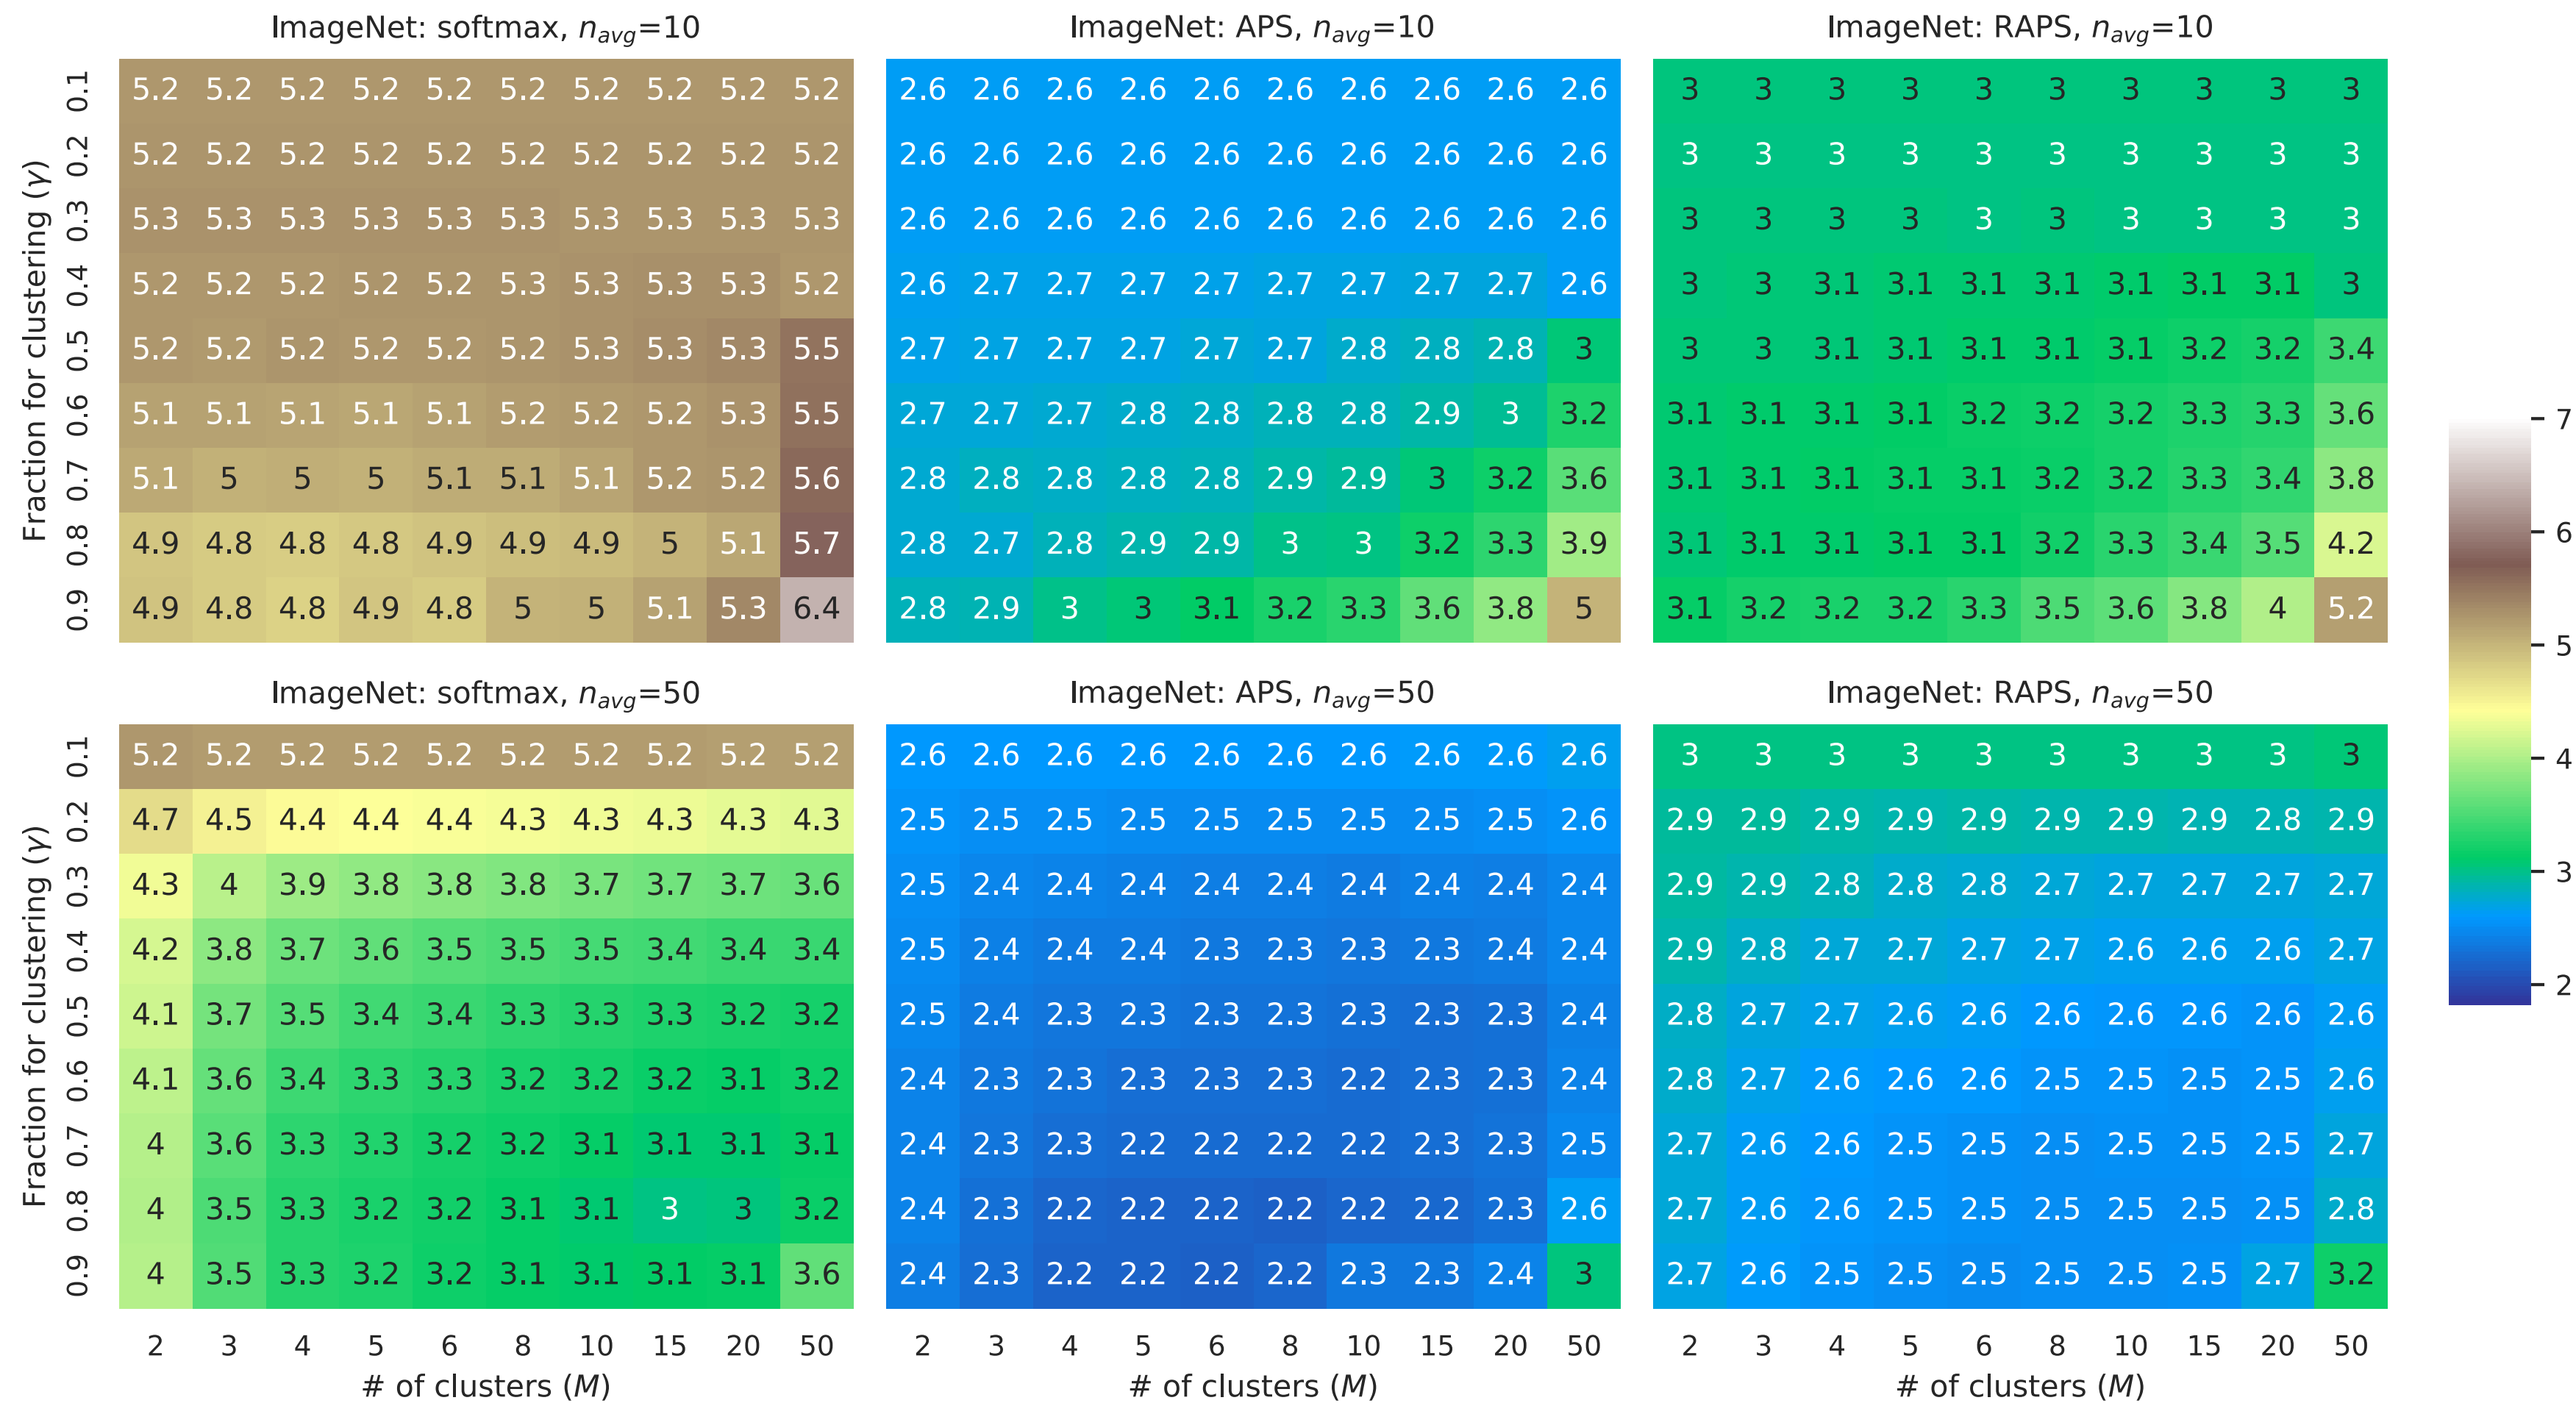 ImageNet: softmax, n_avg=10
ImageNet: APS, n_avg=10
ImageNet: RAPS, n_avg=10
Fraction for clustering (γ)
0.1 5.2 5.2 5.2 5.2 5.2 5.2 5.2 5.2 5.2 5.2 2.6 2.6 2.6 2.6 2.6 2.6 2.6 2.6 2.6 2.6 3 3 3 3 3 3 3 3 3 3
0.2 5.2 5.2 5.2 5.2 5.2 5.2 5.2 5.2 5.2 5.2 2.6 2.6 2.6 2.6 2.6 2.6 2.6 2.6 2.6 2.6 3 3 3 3 3 3 3 3 3 3
0.3 5.3 5.3 5.3 5.3 5.3 5.3 5.3 5.3 5.3 5.3 2.6 2.6 2.6 2.6 2.6 2.6 2.6 2.6 2.6 2.6 3 3 3 3 3 3 3 3 3 3
0.4 5.2 5.2 5.2 5.2 5.2 5.3 5.3 5.3 5.3 5.2 2.6 2.7 2.7 2.7 2.7 2.7 2.7 2.7 2.7 2.6 3 3 3.1 3.1 3.1 3.1 3.1 3.1 3.1 3
0.5 5.2 5.2 5.2 5.2 5.2 5.2 5.3 5.3 5.3 5.5 2.7 2.7 2.7 2.7 2.7 2.7 2.8 2.8 2.8 3 3 3 3.1 3.1 3.1 3.1 3.1 3.2 3.2 3.4
0.6 5.1 5.1 5.1 5.1 5.1 5.2 5.2 5.2 5.3 5.5 2.7 2.7 2.7 2.8 2.8 2.8 2.8 2.9 3 3.2 3.1 3.1 3.1 3.1 3.2 3.2 3.2 3.3 3.3 3.6
0.7 5.1 5 5 5 5.1 5.1 5.1 5.2 5.2 5.6 2.8 2.8 2.8 2.8 2.8 2.9 2.9 3 3.2 3.6 3.1 3.1 3.1 3.1 3.1 3.2 3.2 3.3 3.4 3.8
0.8 4.9 4.8 4.8 4.8 4.9 4.9 4.9 5 5.1 5.7 2.8 2.7 2.8 2.9 2.9 3 3 3.2 3.3 3.9 3.1 3.1 3.1 3.1 3.1 3.2 3.3 3.4 3.5 4.2
0.9 4.9 4.8 4.8 4.9 4.8 5 5 5.1 5.3 6.4 2.8 2.9 3 3 3.1 3.2 3.3 3.6 3.8 5 3.1 3.2 3.2 3.2 3.3 3.5 3.6 3.8 4 5.2
ImageNet: softmax, n_avg=50
ImageNet: APS, n_avg=50
ImageNet: RAPS, n_avg=50
Fraction for clustering (γ)
0.1 5.2 5.2 5.2 5.2 5.2 5.2 5.2 5.2 5.2 5.2 2.6 2.6 2.6 2.6 2.6 2.6 2.6 2.6 2.6 2.6 3 3 3 3 3 3 3 3 3 3
0.2 4.7 4.5 4.4 4.4 4.4 4.3 4.3 4.3 4.3 4.3 2.5 2.5 2.5 2.5 2.5 2.5 2.5 2.5 2.5 2.6 2.9 2.9 2.9 2.9 2.9 2.9 2.9 2.9 2.8 2.9
0.3 4.3 4 3.9 3.8 3.8 3.8 3.7 3.7 3.7 3.6 2.5 2.4 2.4 2.4 2.4 2.4 2.4 2.4 2.4 2.4 2.9 2.9 2.8 2.8 2.8 2.7 2.7 2.7 2.7 2.7
0.4 4.2 3.8 3.7 3.6 3.5 3.5 3.5 3.4 3.4 3.4 2.5 2.4 2.4 2.4 2.3 2.3 2.3 2.3 2.4 2.4 2.9 2.8 2.7 2.7 2.7 2.7 2.6 2.6 2.6 2.7
0.5 4.1 3.7 3.5 3.4 3.4 3.3 3.3 3.3 3.2 3.2 2.5 2.4 2.3 2.3 2.3 2.3 2.3 2.3 2.3 2.4 2.8 2.7 2.7 2.6 2.6 2.6 2.6 2.6 2.6 2.6
0.6 4.1 3.6 3.4 3.3 3.3 3.2 3.2 3.2 3.1 3.2 2.4 2.3 2.3 2.3 2.3 2.3 2.2 2.3 2.3 2.4 2.8 2.7 2.6 2.6 2.6 2.5 2.5 2.5 2.5 2.6
0.7 4 3.6 3.3 3.3 3.2 3.2 3.1 3.1 3.1 3.1 2.4 2.3 2.3 2.2 2.2 2.2 2.2 2.3 2.3 2.5 2.7 2.6 2.6 2.5 2.5 2.5 2.5 2.5 2.5 2.7
0.8 4 3.5 3.3 3.2 3.2 3.1 3.1 3 3 3.2 2.4 2.3 2.2 2.2 2.2 2.2 2.2 2.2 2.3 2.6 2.7 2.6 2.6 2.5 2.5 2.5 2.5 2.5 2.5 2.8
0.9 4 3.5 3.3 3.2 3.2 3.1 3.1 3.1 3.1 3.6 2.4 2.3 2.2 2.2 2.2 2.2 2.3 2.3 2.4 3 2.7 2.6 2.5 2.5 2.5 2.5 2.5 2.5 2.7 3.2
2 3 4 5 6 8 10 15 20 50 2 3 4 5 6 8 10 15 20 50 2 3 4 5 6 8 10 15 20 50
# of clusters (M)
# of clusters (M)
# of clusters (M)
7
6
5
4
3
2